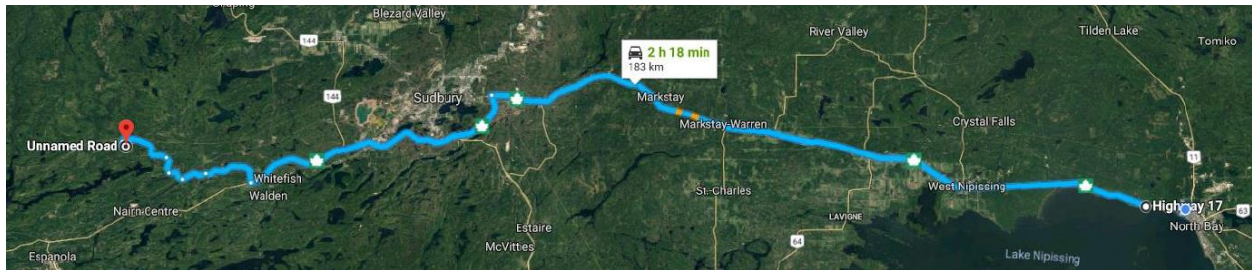 Blezard Valley
144
River Valley
Tilden Lake
Tomiko
2 h 18 min
183 km
Sudbury
144
Markstay
Markstay-Warren
Crystal Falls
11
Unnamed Road
Whitefish
Walden
Nairn Centre
St.-Charles
West Nipissing
Highway 17
63
LAVIGNE
North Bay
Estaire
McVitties
64
Espanola
Lake Nipissing